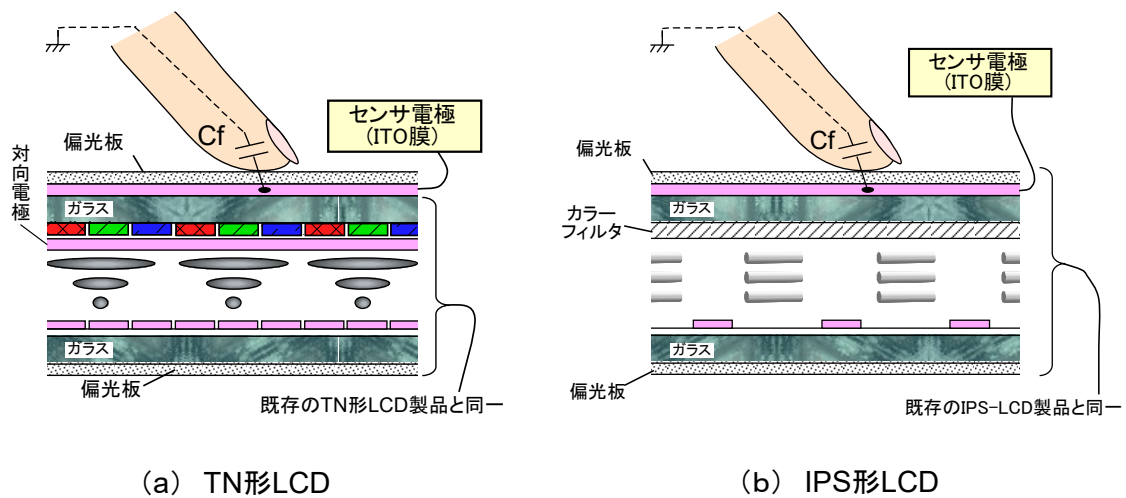 センサ電極
(ITO膜)
Cf
偏光板
対向電極
ガラス
ガラス
偏光板
既存のTN形LCD製品と同一
(a) TN形LCD
センサ電極
(ITO膜)
Cf
偏光板
ガラス
カラー
フィルタ
ガラス
偏光板
既存のIPS-LCD製品と同一
(b) IPS形LCD